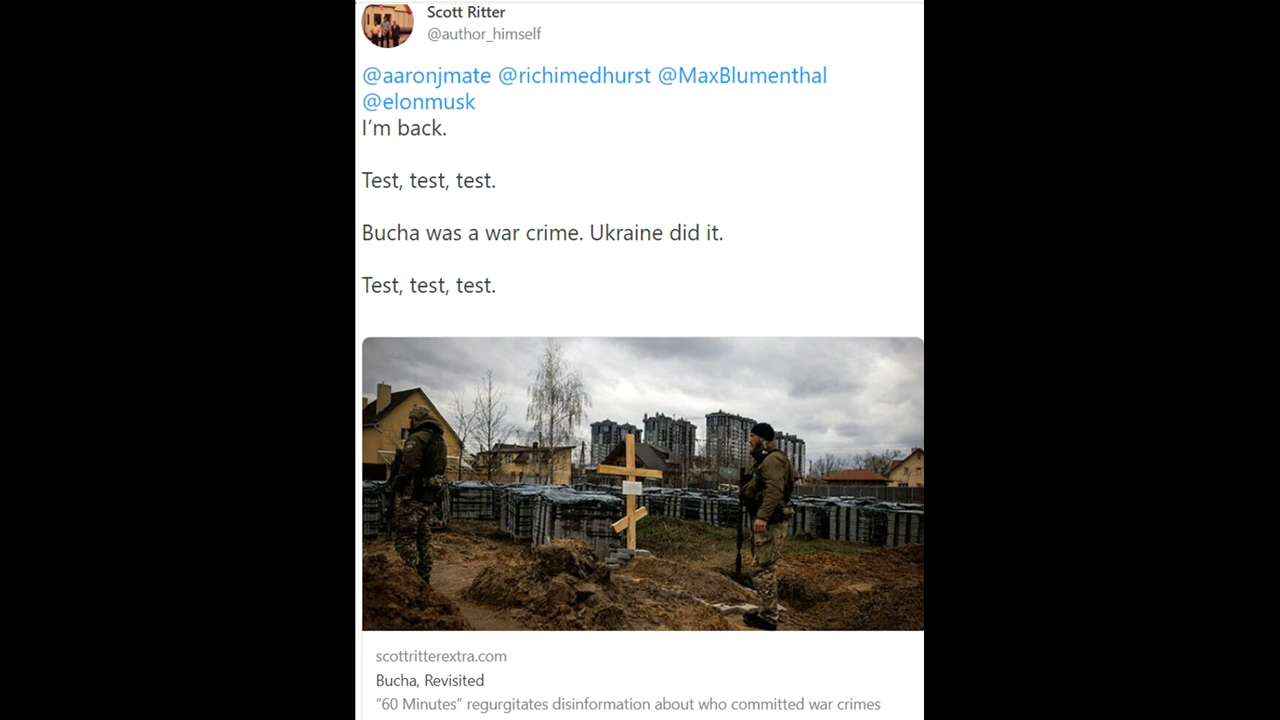 Scott Ritter
@author_himself
@aaronjmate @richimedhurst @MaxBlumenthal
@elonmusk
I’m back.
Test, test, test.
Bucha was a war crime. Ukraine did it.
Test, test, test.
scottritterextra.com
Bucha, Revisited
“60 Minutes” regurgitates disinformation about who committed war crimes